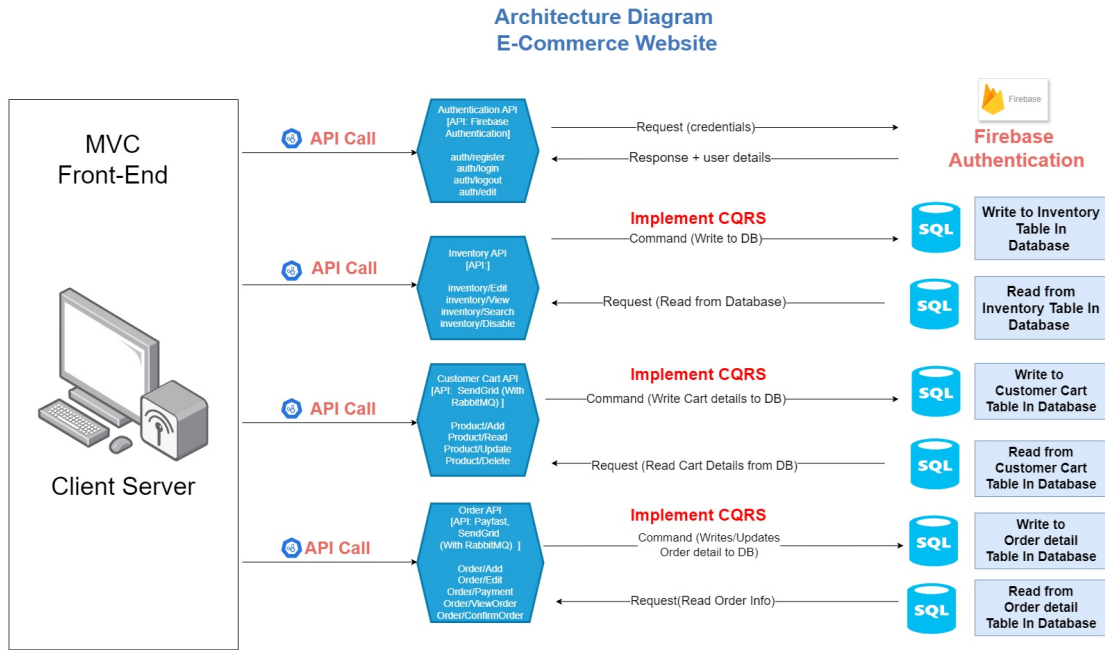 Architecture Diagram
E-Commerce Website
MVC
Front-End
Client Server
API Call
Authentication API
[API: Firebase
Authentication]
auth/register
auth/login
auth/logout
auth/edit
Request (credentials)
Response + user details
Firebase
Firebase
Authentication
API Call
Inventory API
[API:]
inventory/Edit
inventory/View
inventory/Search
inventory/Disable
Implement CQRS
Command (Write to DB)
Request (Read from Database)
SQL
Write to Inventory
Table In
Database
SQL
Read from
Inventory Table In
Database
API Call
Customer Cart API
[API: SendGrid (With
RabbitMQ) ]
Product/Add
Product/Read
Product/Update
Product/Delete
Implement CQRS
Command (Write Cart details to DB)
Request (Read Cart Details from DB)
SQL
Write to
Customer Cart
Table In Database
SQL
Read from
Customer Cart
Table In Database
API Call
Order API
[API: Payfast,
SendGrid
(With RabbitMQ) ]
Order/Add
Order/Edit
Order/Payment
Order/ViewOrder
Order/ConfirmOrder
Implement CQRS
Command (Writes/Updates
Order detail to DB)
Request(Read Order Info)
SQL
Write to
Order detail
Table In Database
SQL
Read from
Order detail
Table In Database